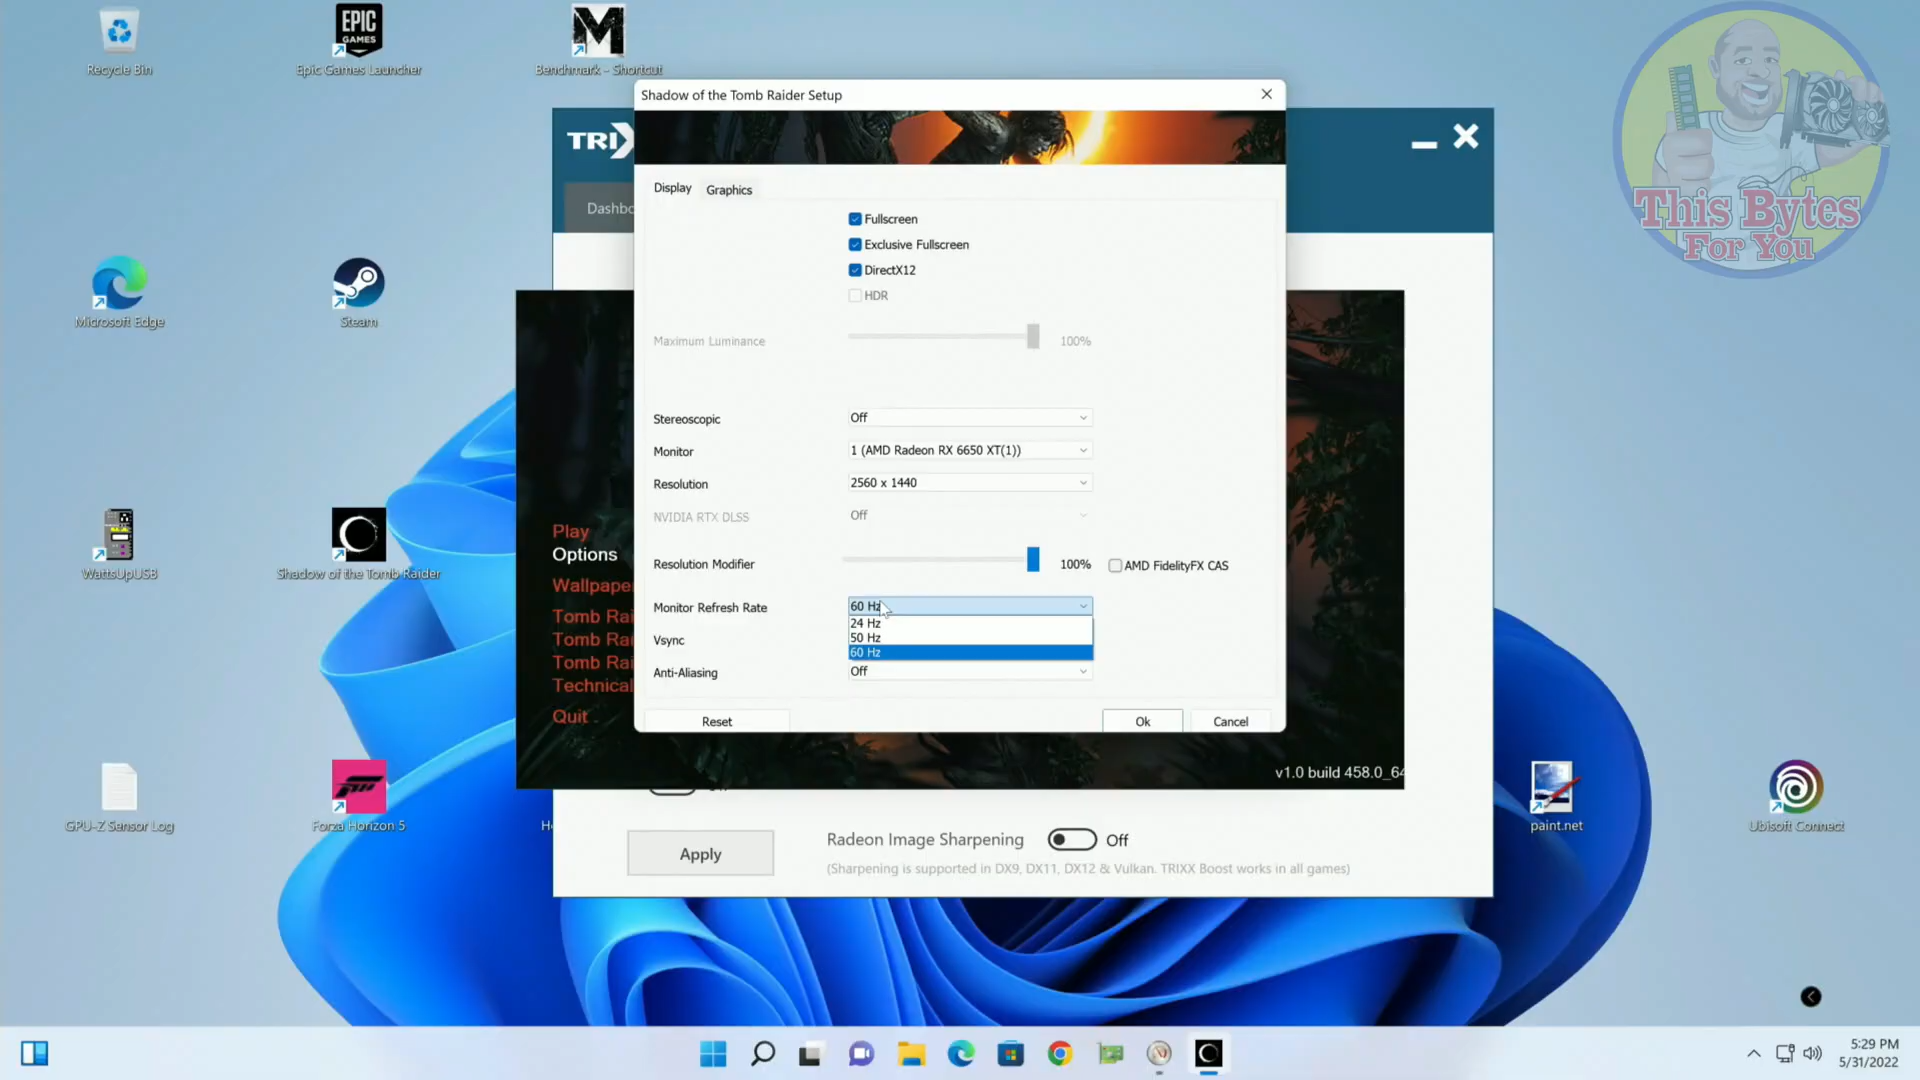 Recycle Bin
EPIC GAMES
Epic Games Launcher
Benchmark - Shortcut
Shadow of the Tomb Raider Setup
This Bytes
For You
Display
Graphics
Fullscreen
Exclusive Fullscreen
DirectX12
HDR
Maximum Luminance
100%
Microsoft Edge
Steam
Stereoscopic
Off
Monitor
1 (AMD Radeon RX 6650 XT(1))
Resolution
2560 x 1440
NVIDIA RTX DLSS
Off
Resolution Modifier
100%
AMD FidelityFX CAS
Monitor Refresh Rate
60 Hz
24 Hz
50 Hz
60 Hz
Vsync
Anti-Aliasing
Off
Reset
Ok
Cancel
Play
Options
Wallpaper
Tomb Rai
Tomb Rai
Tomb Rai
Technical
Quit
v1.0 build 458.0_64
WattsUpUSB
Shadow of the Tomb Raider
GPU-Z Sensor Log
Forza Horizon 5
Apply
Radeon Image Sharpening
Off
(Sharpening is supported in DX9, DX11, DX12 & Vulkan. TRIXX Boost works in all games)
paint.net
Ubisoft Connect
5:29 PM
5/31/2022